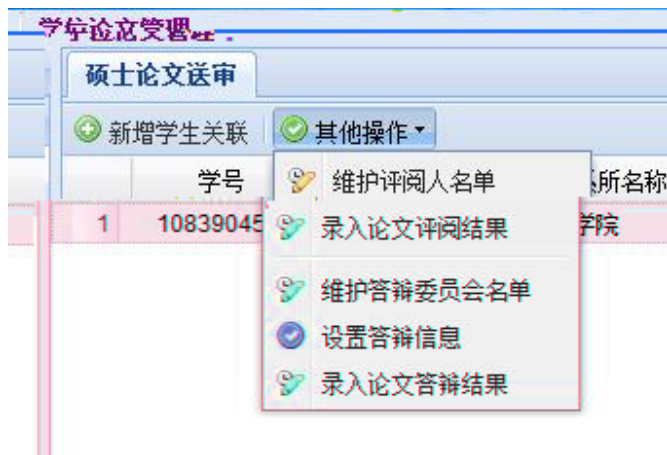 硕士论文送审
新增学生关联 其他操作
学号 所名称
维护评阅人名单
1 10839045 学院
录入论文评阅结果
维护答辩委员会名单
设置答辩信息
录入论文答辩结果